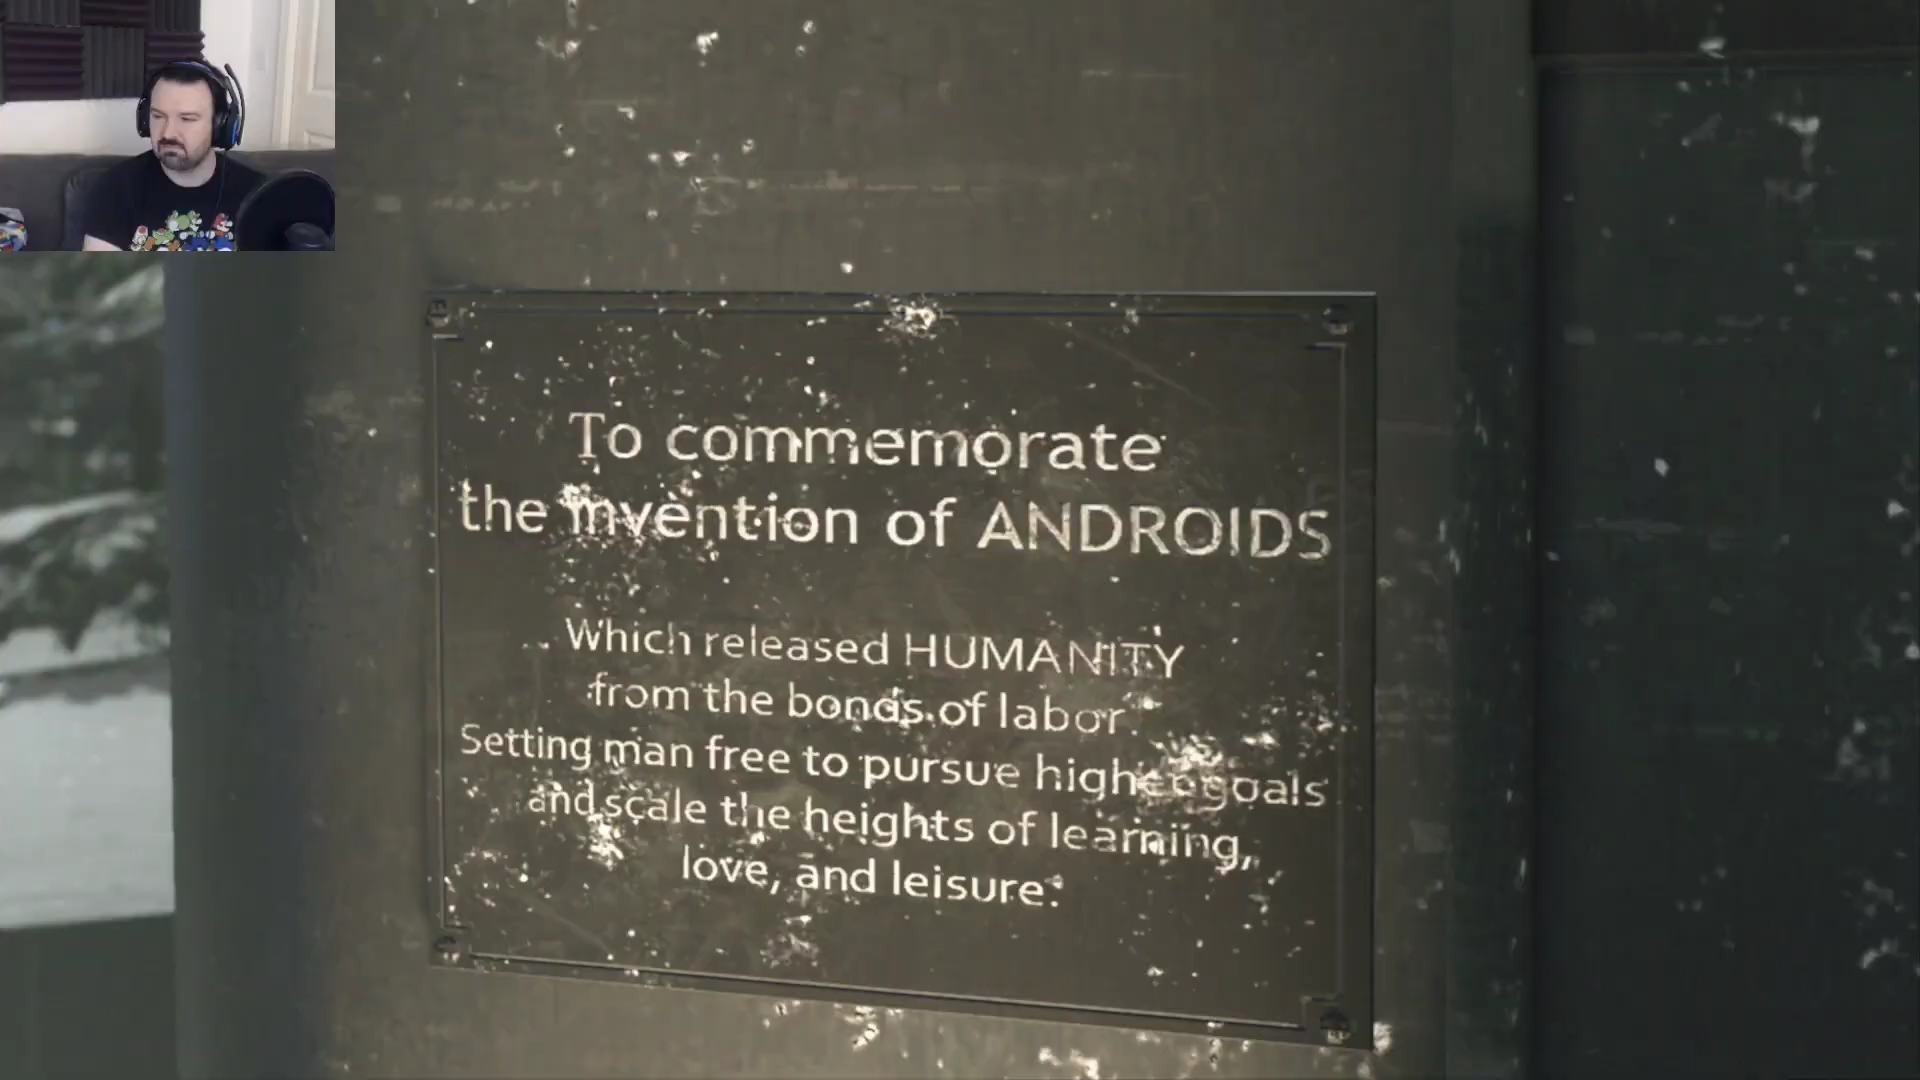 To commemorate
the invention of ANDROIDS
Which released HUMANITY
from the bonds of labor.
Setting man free to pursue higher goals
and scale the heights of learning,
love, and leisure.